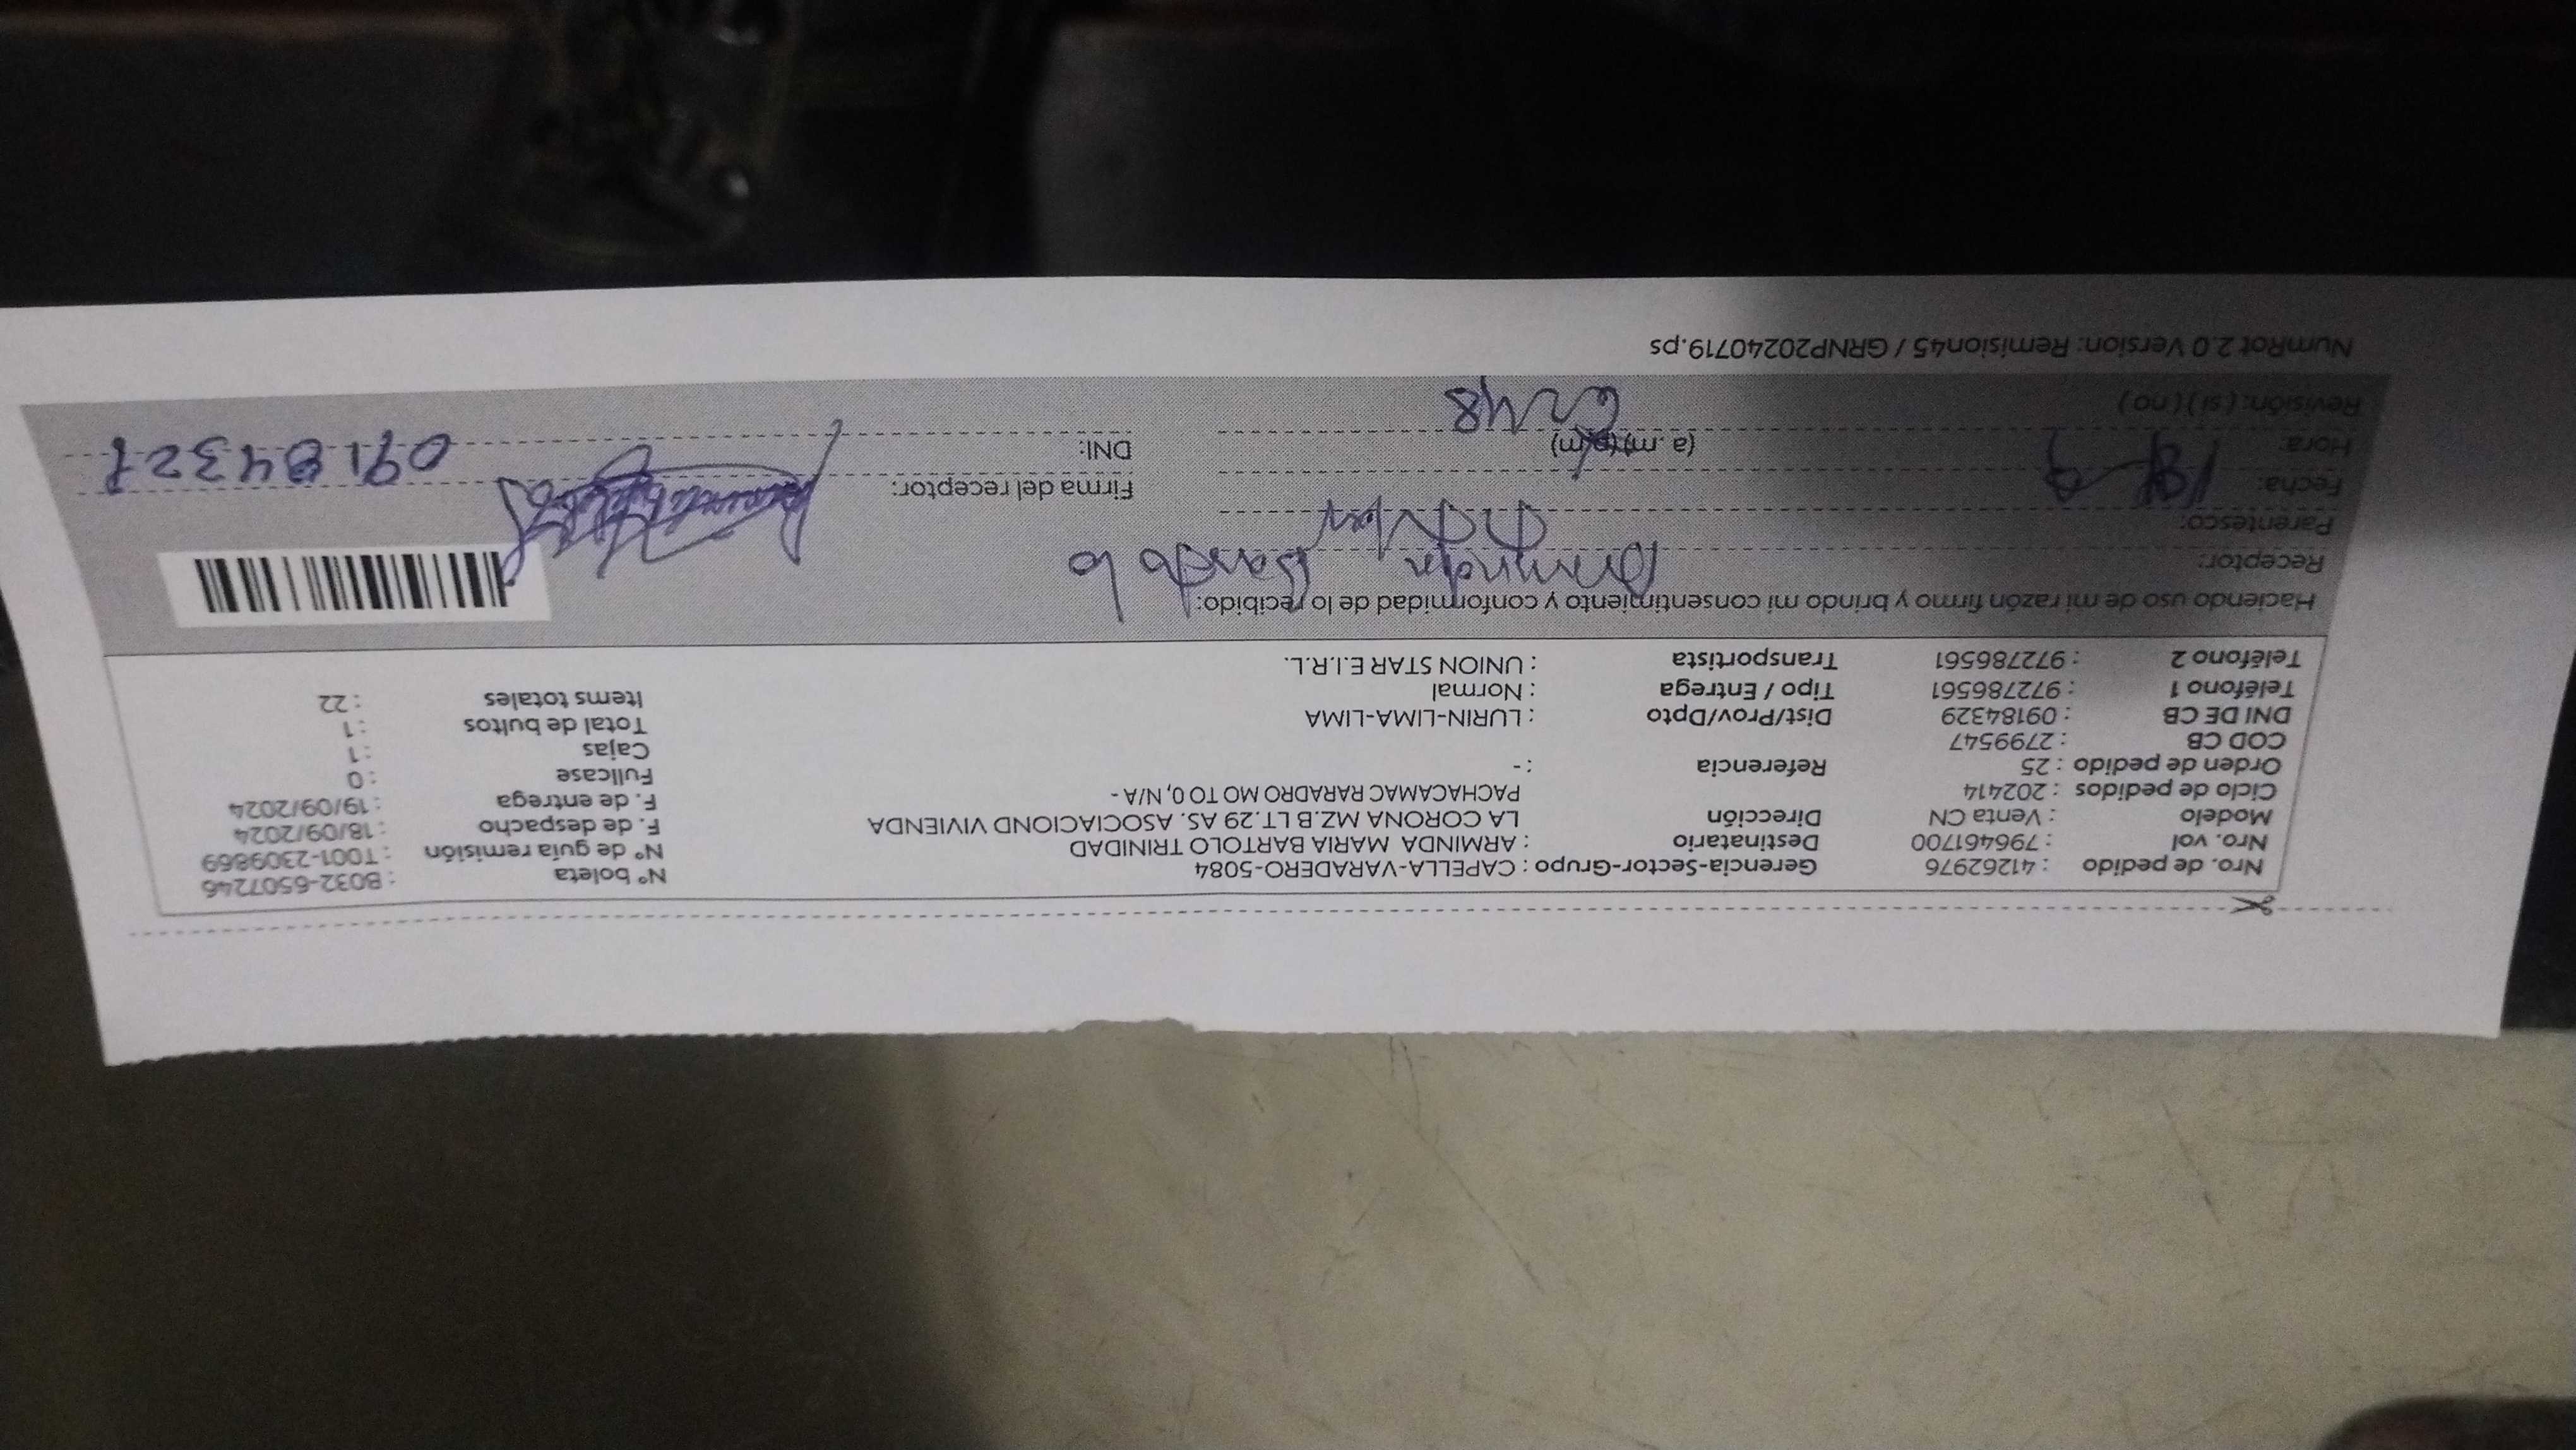 Nro. de pedido : 41262976 Gerencia-Sector-Grupo : CAPELLA-VARADERO-5084 N° boleta : B032-6507246
Nro. vol : 796461700 Destinatario : ARMINDA MARIA BARTOLO TRINIDAD N° de guía remisión : T001-2309869
Modelo : Venta CN Dirección LA CORONA MZ.B LT.29 AS. ASOCIACIOND VIVIENDA F. de despacho : 18/09/2024
Ciclo de pedidos : 202414 PACHACAMAC RARADRO MO TO 0, N/A - F. de entrega : 19/09/2024
Orden de pedido : 25 Referencia : - Fullcase : 0
COD CB : 2799547 Cajas : 1
DNI DE CB : 09184329 Dist/Prov/Dpto : LURIN-LIMA-LIMA Total de bultos : 1
Teléfono 1 : 972786561 Tipo / Entrega : Normal Items totales : 22
Teléfono 2 : 972786561 Transportista : UNION STAR E.I.R.L.
Haciendo uso de mi razón firmo y brindo mi consentimiento y conformidad de lo recibido:
Receptor: Arminda Bartolo
Parentesco: titular
Fecha: 19-9 Firma del receptor:
Hora: (a. m) (p. m) DNI: 09184329
Revisión: ( si ) ( no )
NumRot 2.0 Version: Remision45 / GRNP20240719.ps